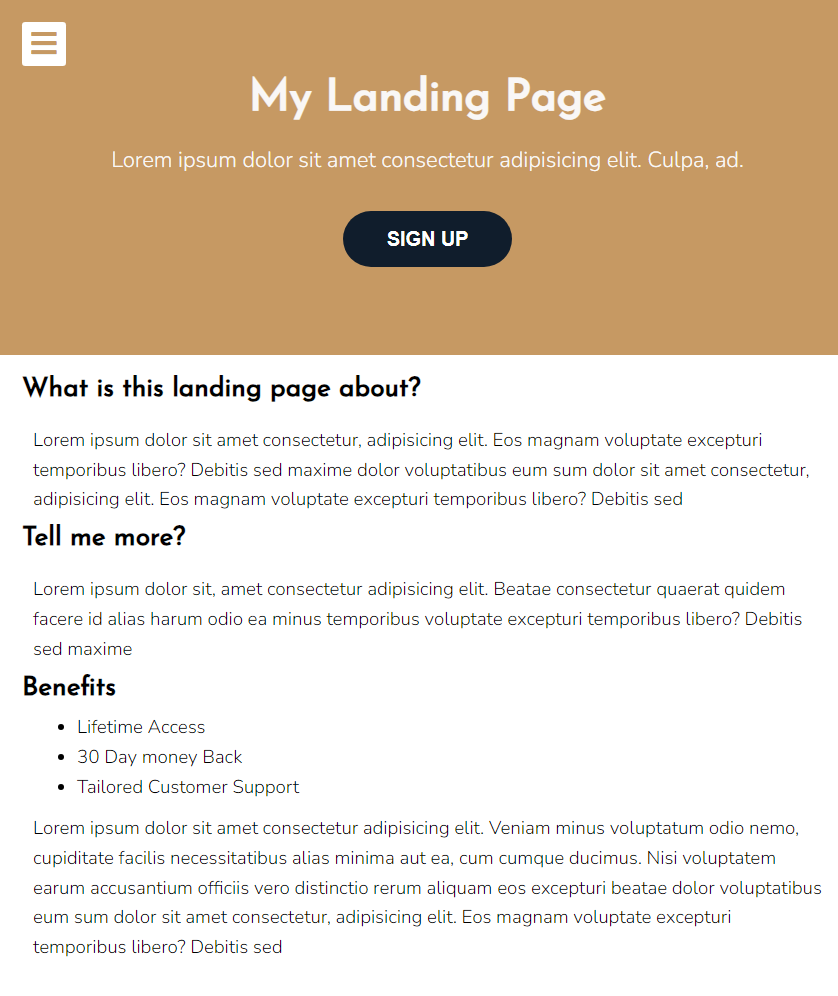 My Landing Page
Lorem ipsum dolor sit amet consectetur adipisicing elit. Culpa, ad.
SIGN UP
What is this landing page about?
Lorem ipsum dolor sit amet consectetur, adipisicing elit. Eos magnam voluptate excepturi
temporibus libero? Debitis sed maxime dolor voluptatibus eum sum dolor sit amet consectetur,
adipisicing elit. Eos magnam voluptate excepturi temporibus libero? Debitis sed
Tell me more?
Lorem ipsum dolor sit, amet consectetur adipisicing elit. Beatae consectetur quaerat quidem
facere id alias harum odio ea minus temporibus voluptate excepturi temporibus libero? Debitis
sed maxime
Benefits
• Lifetime Access
• 30 Day money Back
• Tailored Customer Support
Lorem ipsum dolor sit amet consectetur adipisicing elit. Veniam minus voluptatum odio nemo,
cupiditate facilis necessitatibus alias minima aut ea, cum cumque ducimus. Nisi voluptatem
earum accusantium officiis vero distinctio rerum aliquam eos excepturi beatae dolor voluptatibus
eum sum dolor sit amet consectetur, adipisicing elit. Eos magnam voluptate excepturi
temporibus libero? Debitis sed